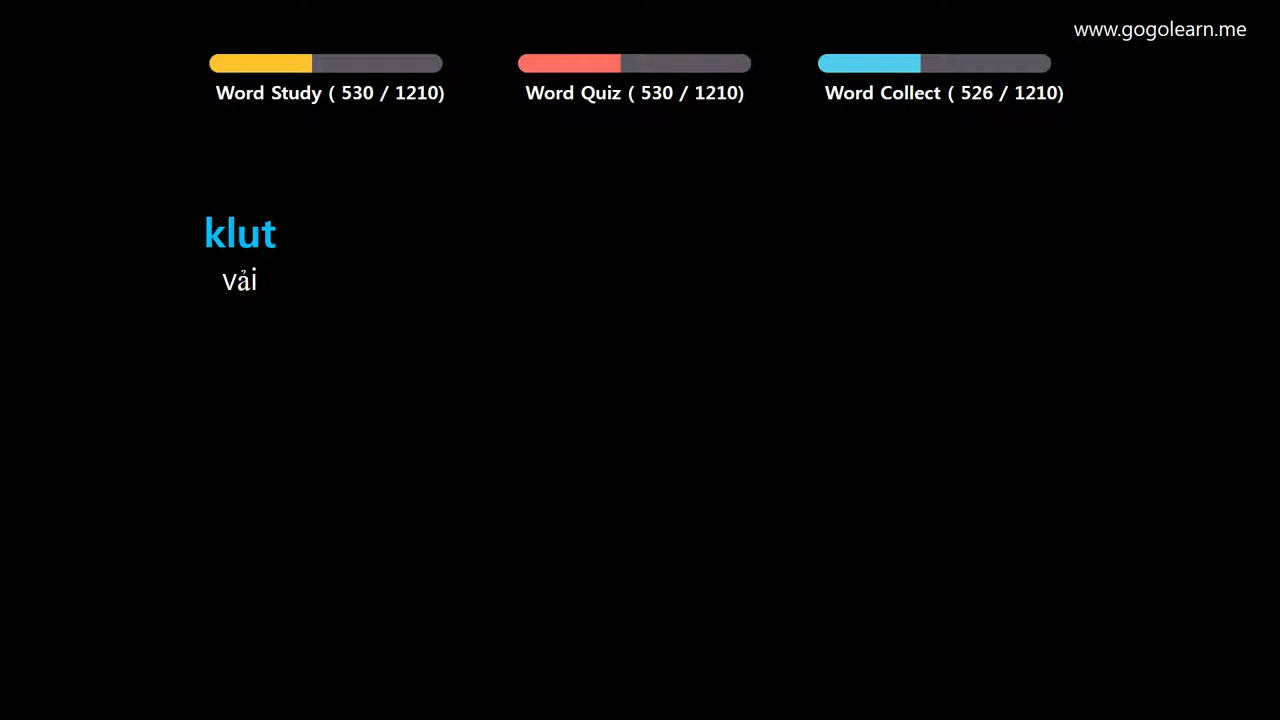 www.gogolearn.me
Word Study ( 530 / 1210)
Word Quiz ( 530 / 1210)
Word Collect ( 526 / 1210)
klut
vải